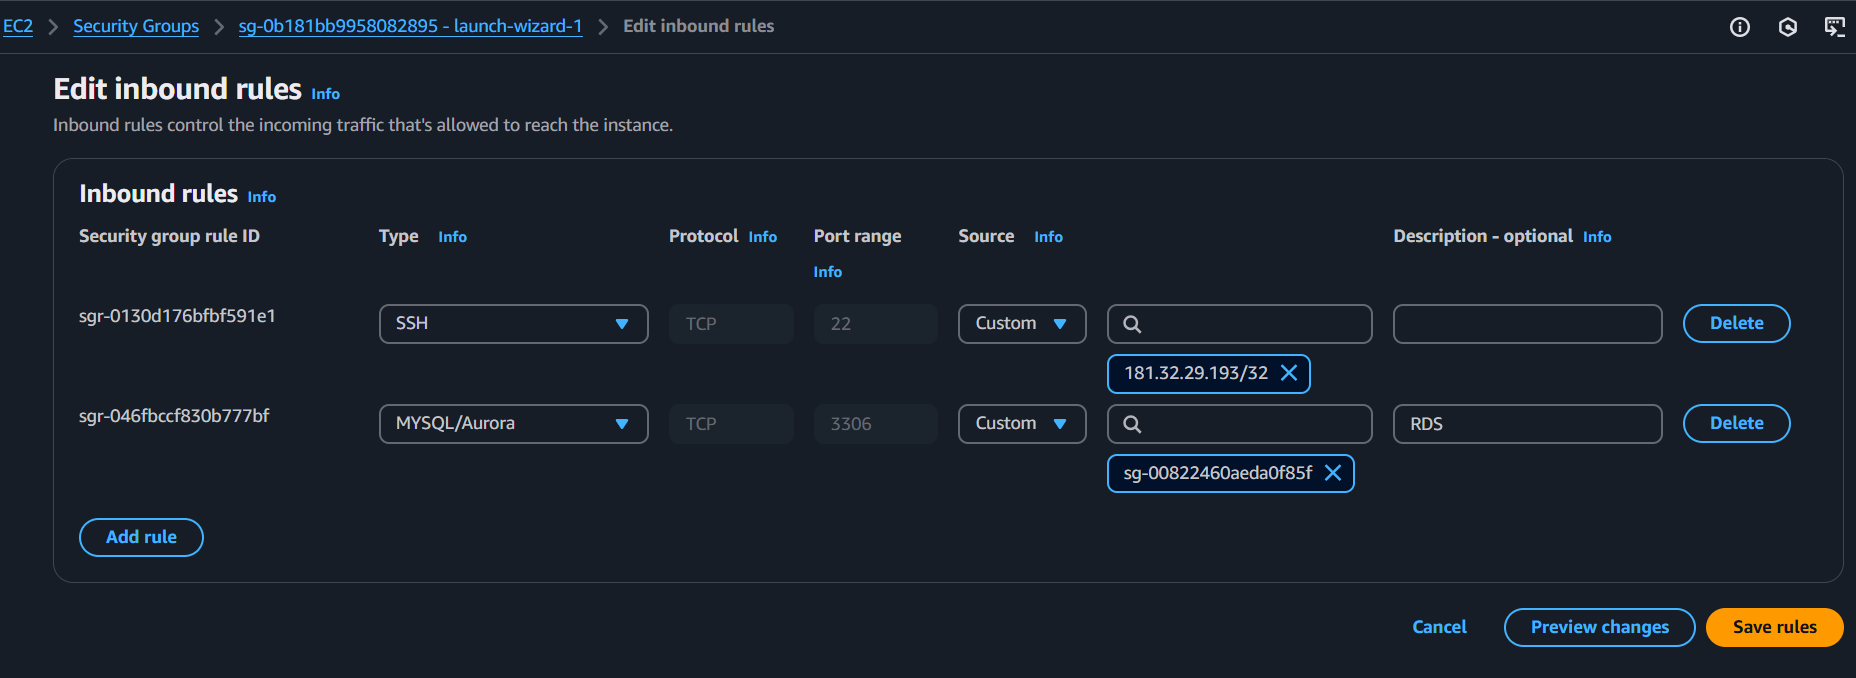 EC2 > Security Groups > sg-0b181bb9958082895 - launch-wizard-1 > Edit inbound rules
Edit inbound rules Info
Inbound rules control the incoming traffic that's allowed to reach the instance.
Inbound rules Info
Security group rule ID Type Info Protocol Info Port range Info Source Info Description - optional Info
sgr-0130d176bfbf591e1 SSH TCP 22 Custom Delete
181.32.29.193/32
sgr-046fbccf830b777bf MYSQL/Aurora TCP 3306 Custom RDS Delete
sg-00822460aeda0f85f
Add rule
Cancel Preview changes Save rules